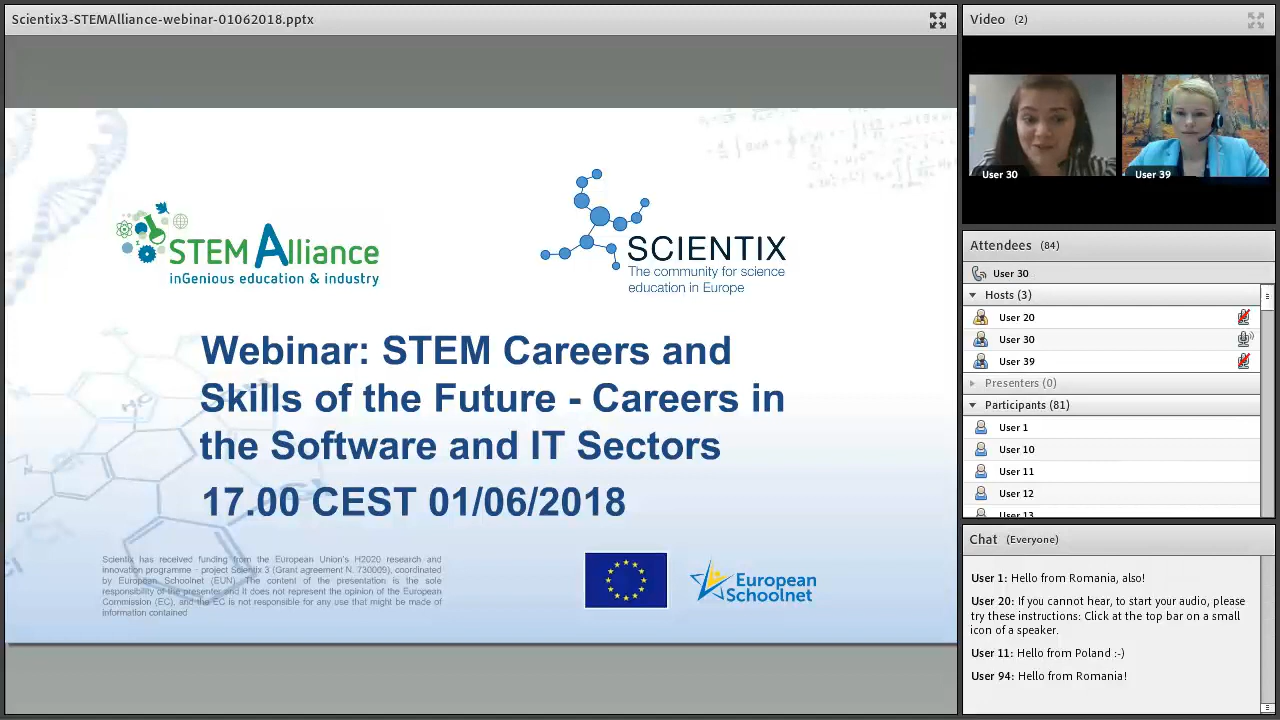 Scientix3-STEMAlliance-webinar-01062018.pptx
STEM Alliance
inGenious education & industry
SCIENTIX
The community for science
education in Europe
Webinar: STEM Careers and
Skills of the Future - Careers in
the Software and IT Sectors
17.00 CEST 01/06/2018
Scientix has received funding from the European Union's H2020 research and
innovation programme – project Scientix 3 (Grant agreement N. 730009), coordinated
by European Schoolnet (EUN). The content of the presentation is the sole
responsibility of the presenter and it does not represent the opinion of the European
Commission (EC), and the EC is not responsible for any use that might be made of
information contained
European
Schoolnet
Video (2)
User 30
User 39
Attendees (84)
User 30
Hosts (3)
User 20
User 30
User 39
Presenters (0)
Participants (81)
User 1
User 10
User 11
User 12
User 13
Chat (Everyone)
User 1: Hello from Romania, also!
User 20: If you cannot hear, to start your audio, please
try these instructions: Click at the top bar on a small
icon of a speaker.
User 11: Hello from Poland :-)
User 94: Hello from Romania!